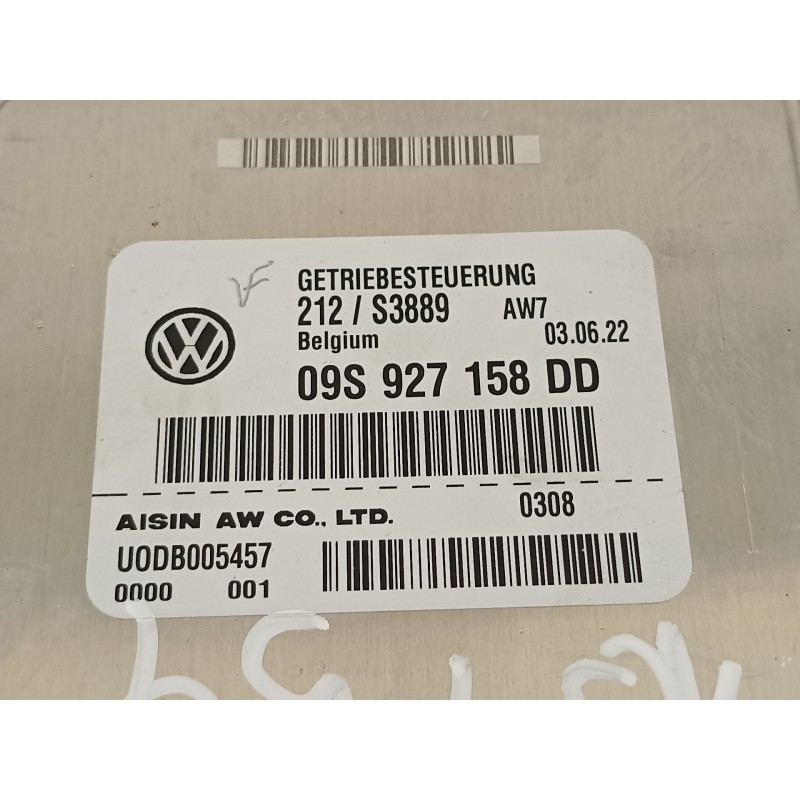 GETRIEBESTEUERUNG
212 / S3889 AW7
Belgium 03.06.22
09S 927 158 DD
AISIN AW CO., LTD. 0308
UODB005457
0000 001